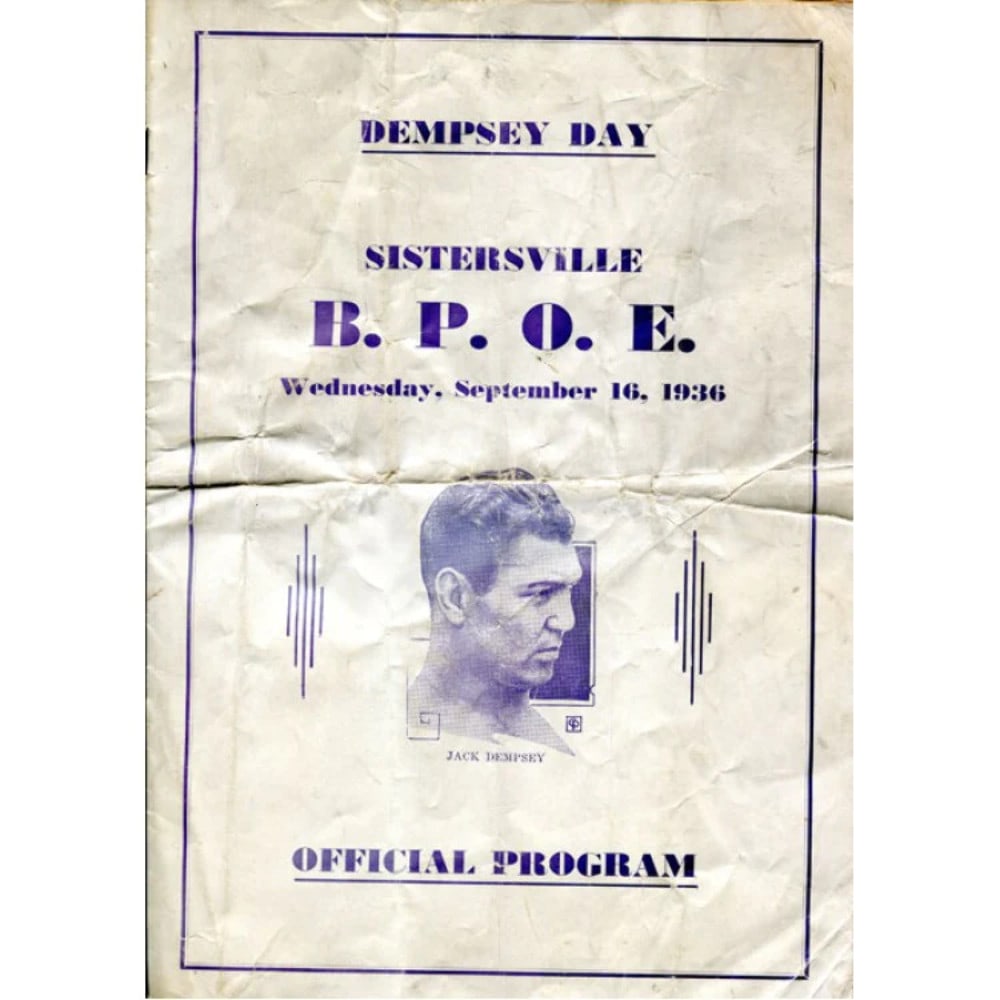 DEMPSEY DAY
SISTERSVILLE
B. P. O. E.
Wednesday, September 16, 1936
JACK DEMPSEY
OFFICIAL PROGRAM